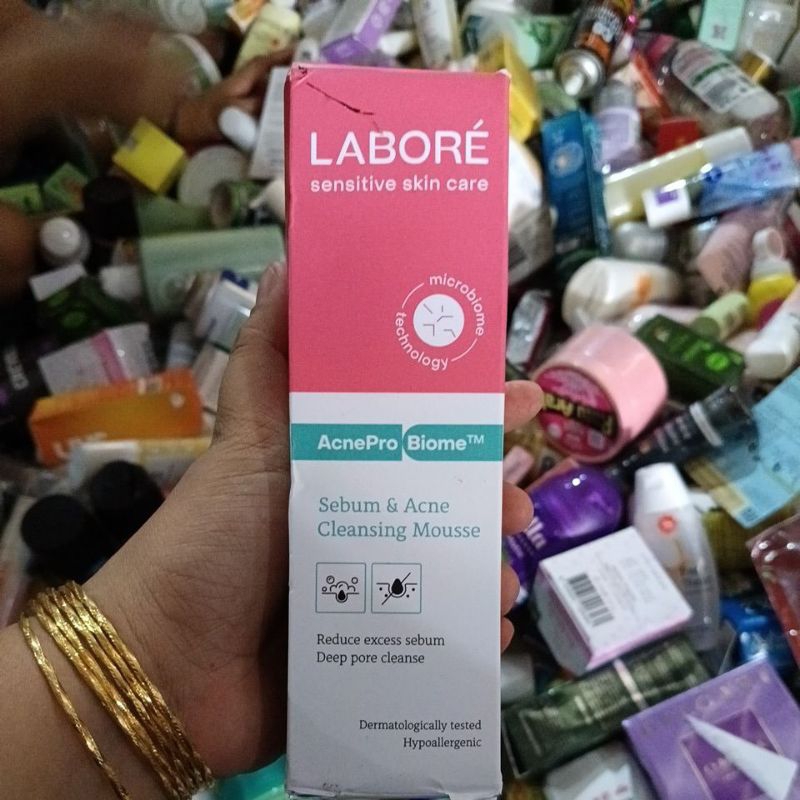 LABORÉ
sensitive skin care
microbiome
technology
AcnePro Biome™
Sebum & Acne
Cleansing Mousse
Reduce excess sebum
Deep pore cleanse
Dermatologically tested
Hypoallergenic